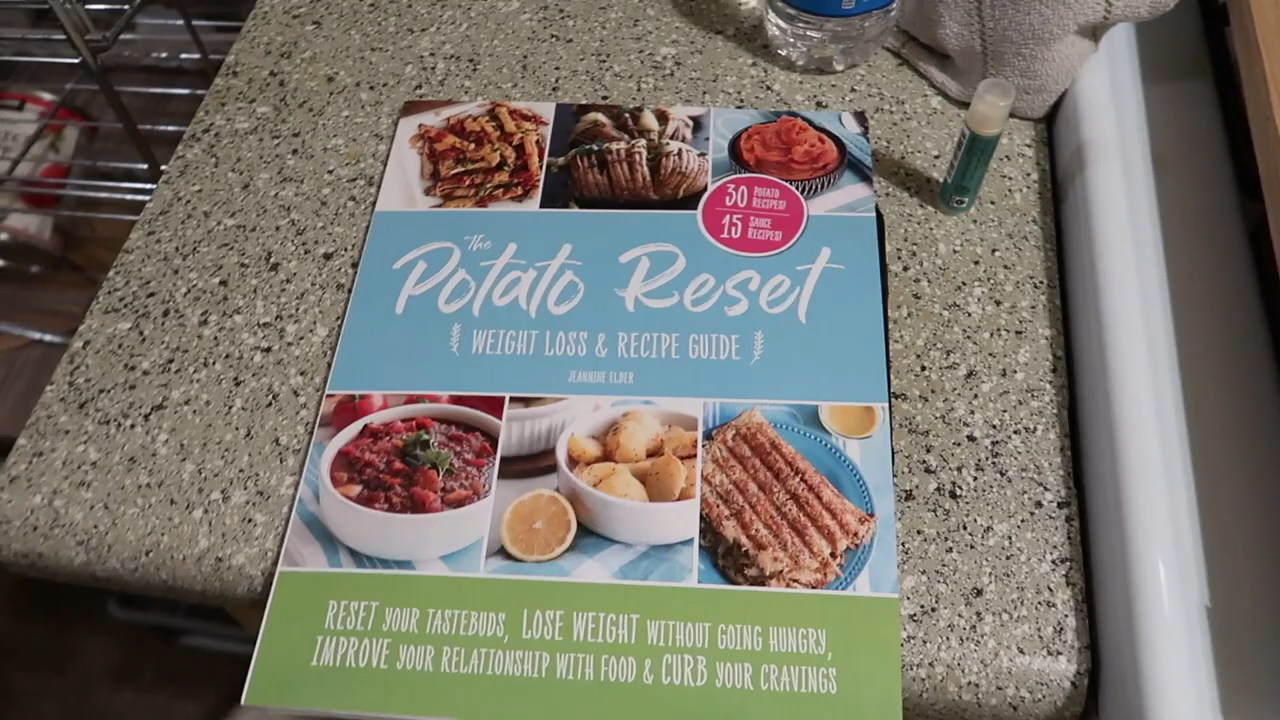 30 POTATO RECIPES!
15 SAUCE RECIPES!
The
Potato Reset
WEIGHT LOSS & RECIPE GUIDE
JEANNINE ELDER
RESET YOUR TASTEBUDS, LOSE WEIGHT WITHOUT GOING HUNGRY,
IMPROVE YOUR RELATIONSHIP WITH FOOD & CURB YOUR CRAVINGS